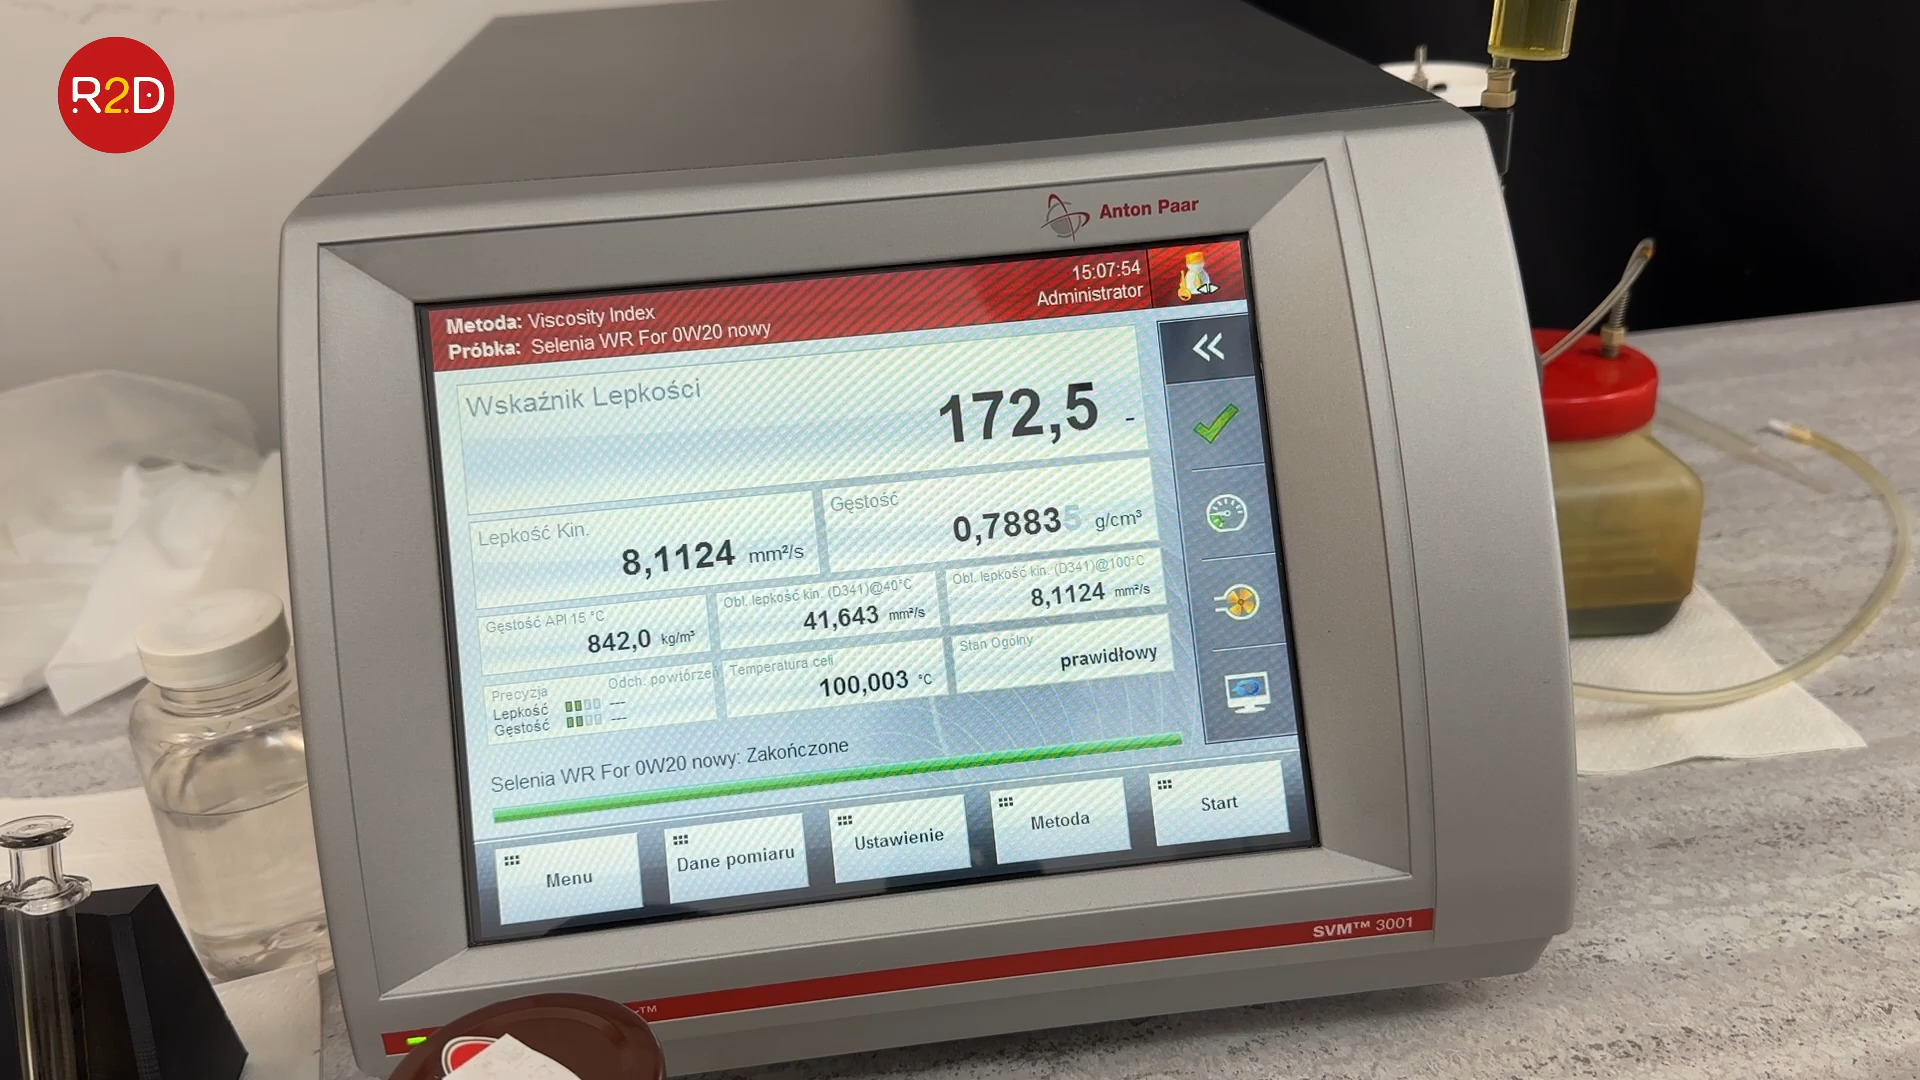 R2D
Anton Paar
15:07:54
Administrator
Metoda: Viscosity Index
Próbka: Selenia WR For 0W20 nowy
Wskaźnik Lepkości
172,5 -
Lepkość Kin.
8,1124 mm²/s
Gęstość
0,78835 g/cm³
Gęstość API 15 °C
842,0 kg/m³
Obl. lepkość kin. (D341)@40°C
41,643 mm²/s
Obl. lepkość kin. (D341)@100°C
8,1124 mm²/s
Precyzja
Odch. powtórzeń
Lepkość ---
Gęstość ---
Temperatura celi
100,003 °C
Stan Ogólny
prawidłowy
Selenia WR For 0W20 nowy: Zakończone
Menu
Dane pomiaru
Ustawienie
Metoda
Start
SVM™ 3001